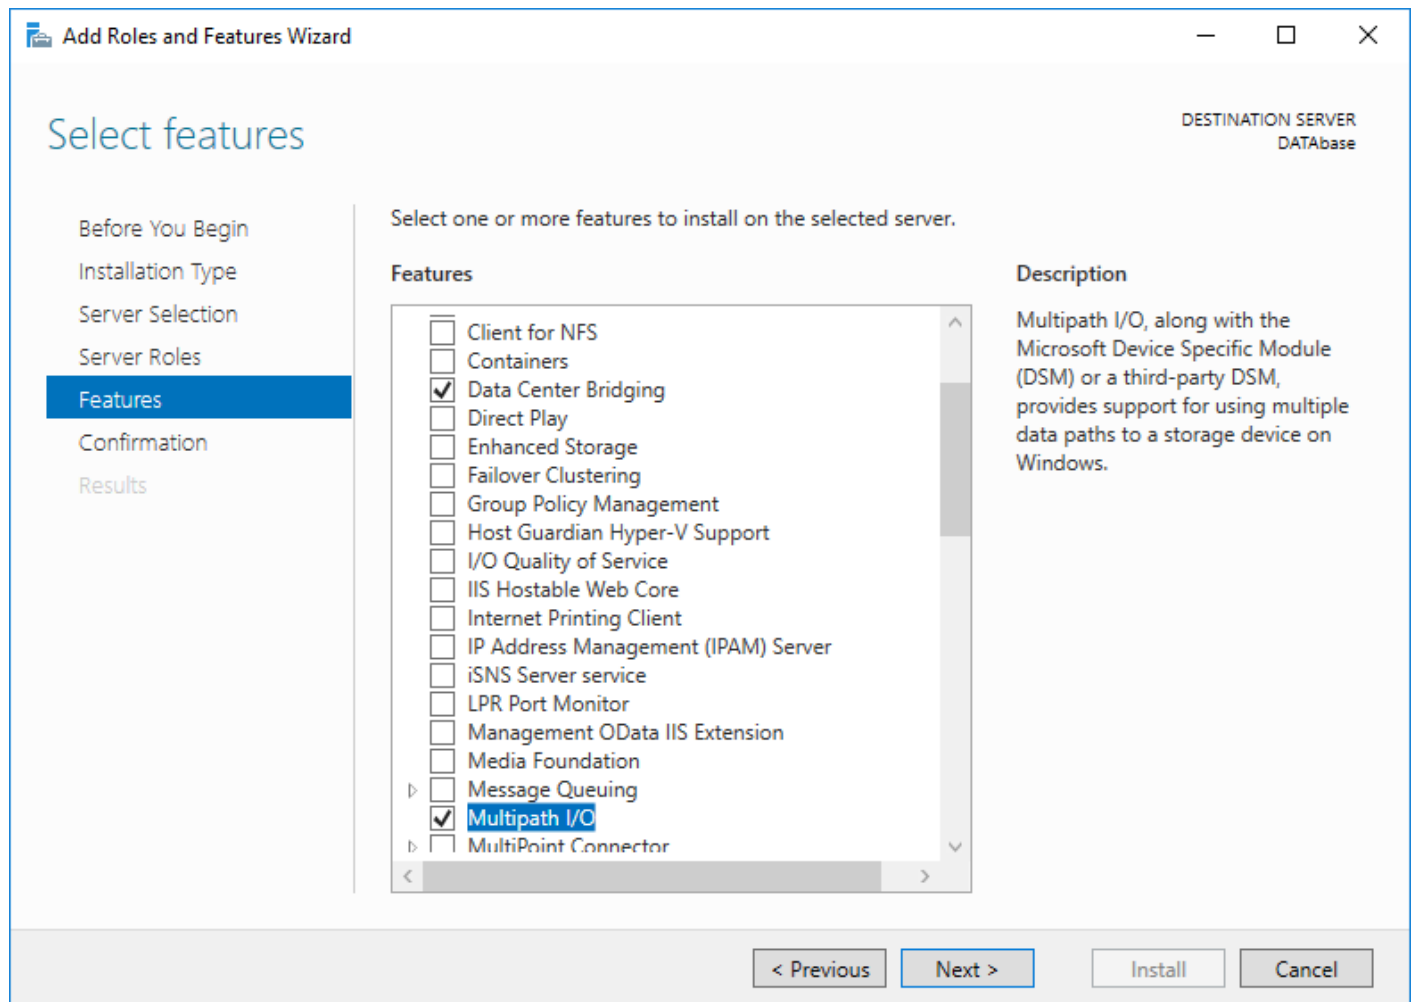 Add Roles and Features Wizard
Select features
DESTINATION SERVER
DATAbase
Before You Begin
Installation Type
Server Selection
Server Roles
Features
Confirmation
Results
Select one or more features to install on the selected server.
Features
Client for NFS
Containers
Data Center Bridging
Direct Play
Enhanced Storage
Failover Clustering
Group Policy Management
Host Guardian Hyper-V Support
I/O Quality of Service
IIS Hostable Web Core
Internet Printing Client
IP Address Management (IPAM) Server
iSNS Server service
LPR Port Monitor
Management OData IIS Extension
Media Foundation
Message Queuing
Multipath I/O
MultiPoint Connector
Description
Multipath I/O, along with the
Microsoft Device Specific Module
(DSM) or a third-party DSM,
provides support for using multiple
data paths to a storage device on
Windows.
< Previous
Next >
Install
Cancel